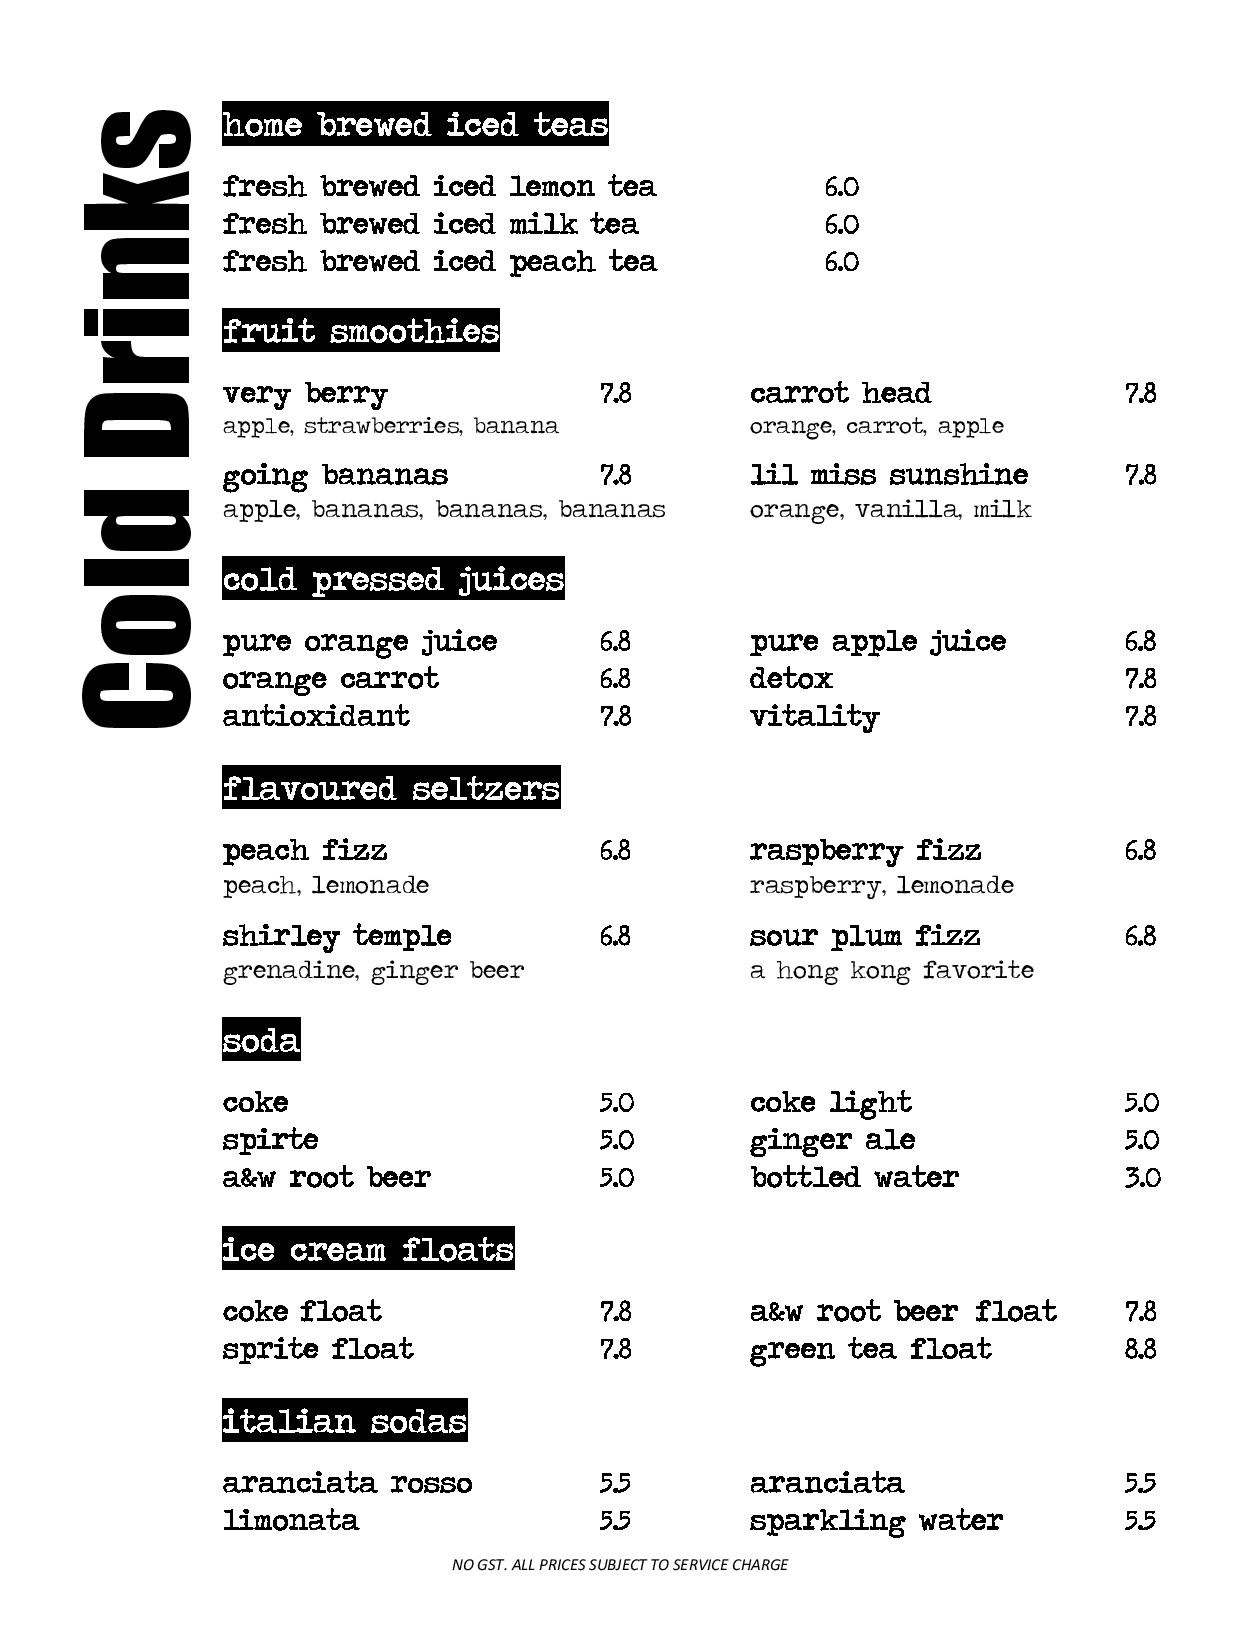 Cold Drinks
home brewed iced teas
fresh brewed iced lemon tea 6.0
fresh brewed iced milk tea 6.0
fresh brewed iced peach tea 6.0
fruit smoothies
very berry 7.8 carrot head 7.8
apple, strawberries, banana orange, carrot, apple
going bananas 7.8 lil miss sunshine 7.8
apple, bananas, bananas, bananas orange, vanilla, milk
cold pressed juices
pure orange juice 6.8 pure apple juice 6.8
orange carrot 6.8 detox 7.8
antioxidant 7.8 vitality 7.8
flavoured seltzers
peach fizz 6.8 raspberry fizz 6.8
peach, lemonade raspberry, lemonade
shirley temple 6.8 sour plum fizz 6.8
grenadine, ginger beer a hong kong favorite
soda
coke 5.0 coke light 5.0
spirte 5.0 ginger ale 5.0
a&w root beer 5.0 bottled water 3.0
ice cream floats
coke float 7.8 a&w root beer float 7.8
sprite float 7.8 green tea float 8.8
italian sodas
aranciata rosso 5.5 aranciata 5.5
limonata 5.5 sparkling water 5.5
NO GST. ALL PRICES SUBJECT TO SERVICE CHARGE